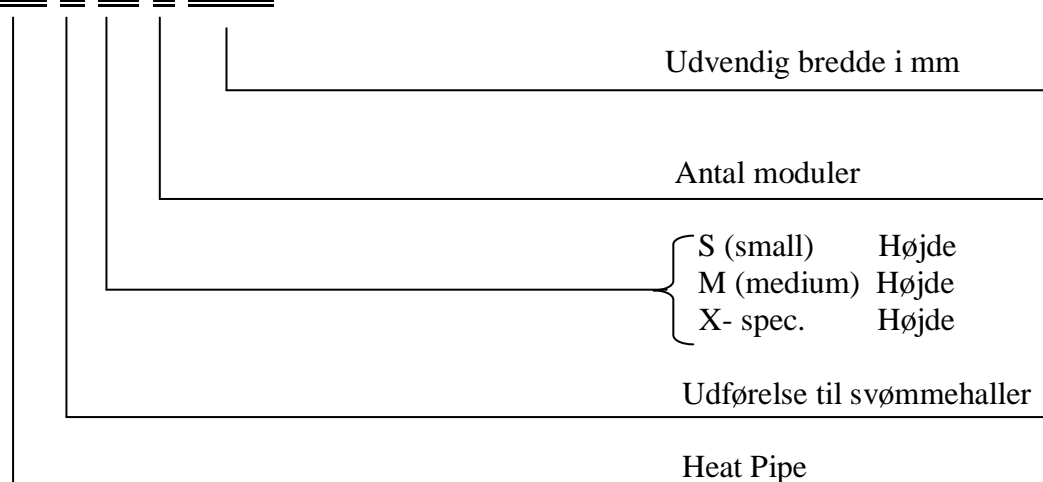 Udvendig bredde i mm
Antal moduler
S (small) Højde
M (medium) Højde
X- spec. Højde
Udførelse til svømmehaller
Heat Pipe